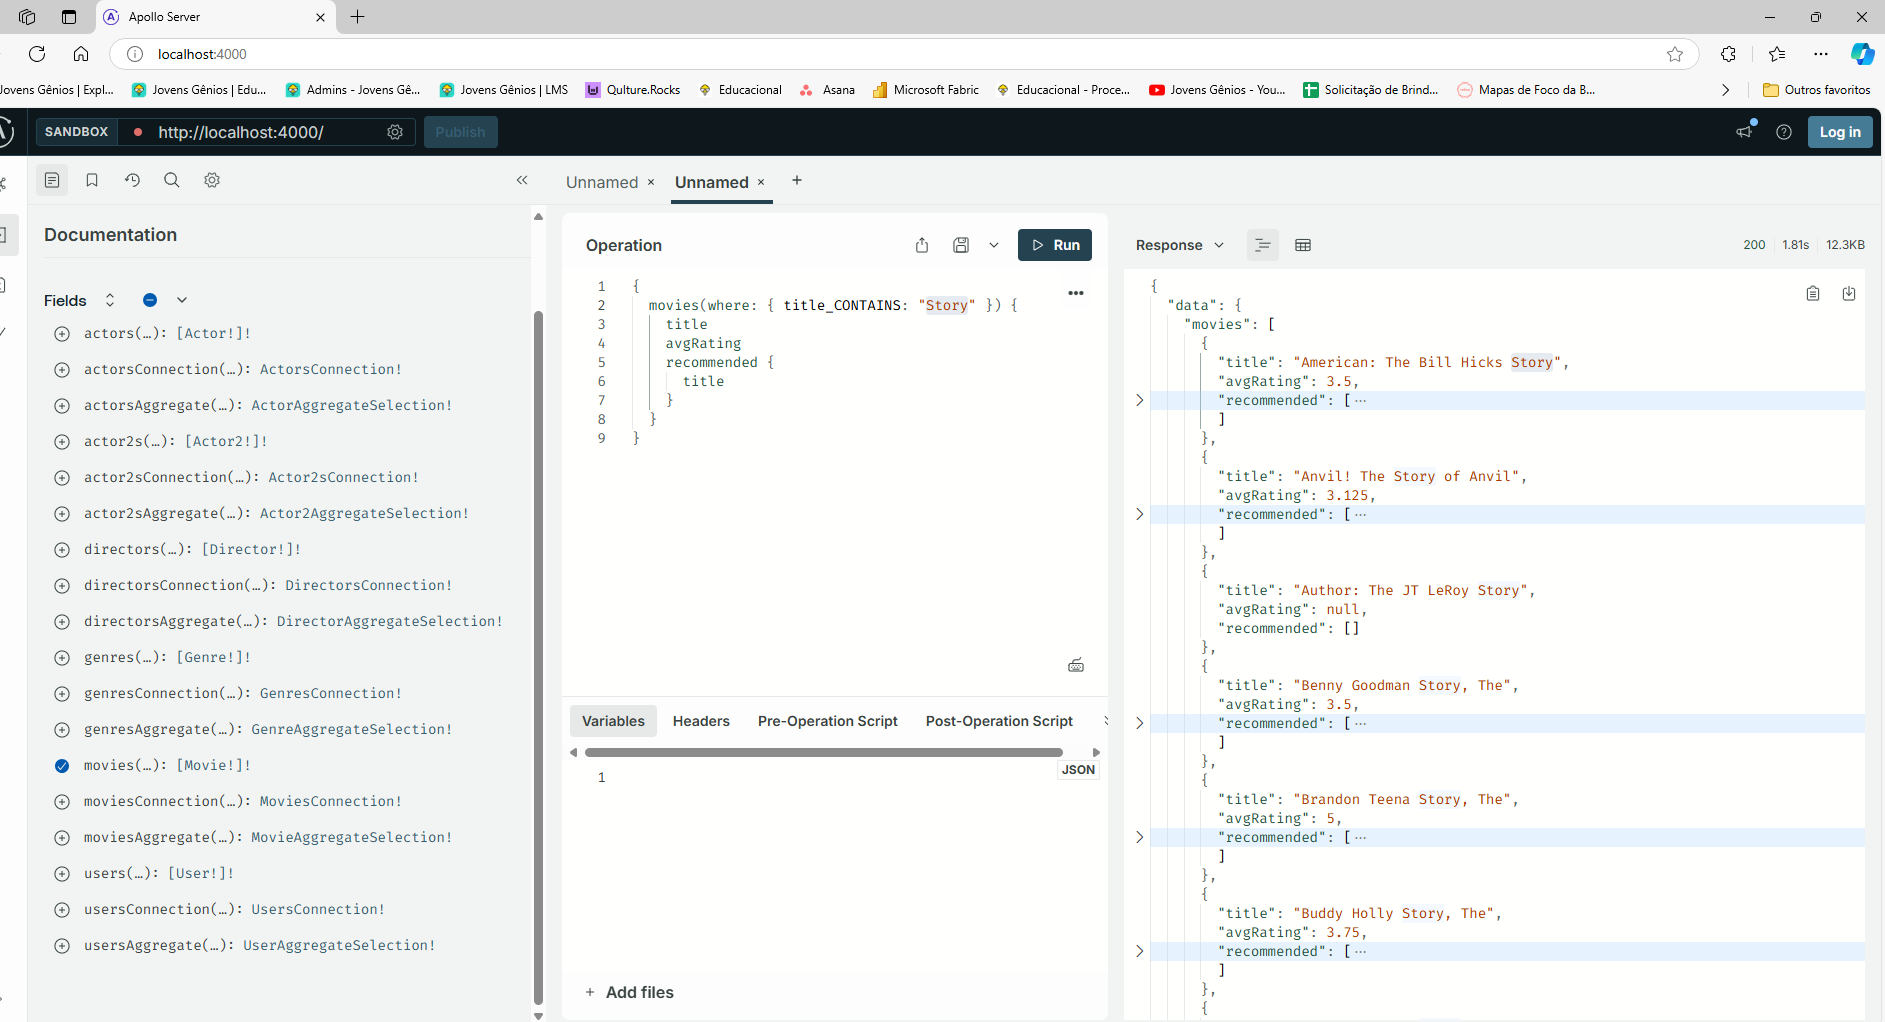 Apollo Server
localhost:4000
Jovens Gênios | Expl...
Jovens Gênios | Edu...
Admins - Jovens Gê...
Jovens Gênios | LMS
Qulture.Rocks
Educacional
Asana
Microsoft Fabric
Educacional - Proce...
Jovens Gênios - You...
Solicitação de Brind...
Mapas de Foco da B...
Outros favoritos
SANDBOX
http://localhost:4000/
Publish
Log in
Unnamed
Unnamed
Documentation
Fields
actors(…): [Actor!]!
actorsConnection(…): ActorsConnection!
actorsAggregate(…): ActorAggregateSelection!
actor2s(…): [Actor2!]!
actor2sConnection(…): Actor2sConnection!
actor2sAggregate(…): Actor2AggregateSelection!
directors(…): [Director!]!
directorsConnection(…): DirectorsConnection!
directorsAggregate(…): DirectorAggregateSelection!
genres(…): [Genre!]!
genresConnection(…): GenresConnection!
genresAggregate(…): GenreAggregateSelection!
movies(…): [Movie!]!
moviesConnection(…): MoviesConnection!
moviesAggregate(…): MovieAggregateSelection!
users(…): [User!]!
usersConnection(…): UsersConnection!
usersAggregate(…): UserAggregateSelection!
Operation
Run
1 {
2 movies(where: { title_CONTAINS: "Story" }) {
3 title
4 avgRating
5 recommended {
6 title
7 }
8 }
9 }
Variables
Headers
Pre-Operation Script
Post-Operation Script
JSON
1
+ Add files
Response
200
1.81s
12.3KB
{
"data": {
"movies": [
{
"title": "American: The Bill Hicks Story",
"avgRating": 3.5,
"recommended": [ ···
]
},
{
"title": "Anvil! The Story of Anvil",
"avgRating": 3.125,
"recommended": [ ···
]
},
{
"title": "Author: The JT LeRoy Story",
"avgRating": null,
"recommended": []
},
{
"title": "Benny Goodman Story, The",
"avgRating": 3.5,
"recommended": [ ···
]
},
{
"title": "Brandon Teena Story, The",
"avgRating": 5,
"recommended": [ ···
]
},
{
"title": "Buddy Holly Story, The",
"avgRating": 3.75,
"recommended": [ ···
]
},
{